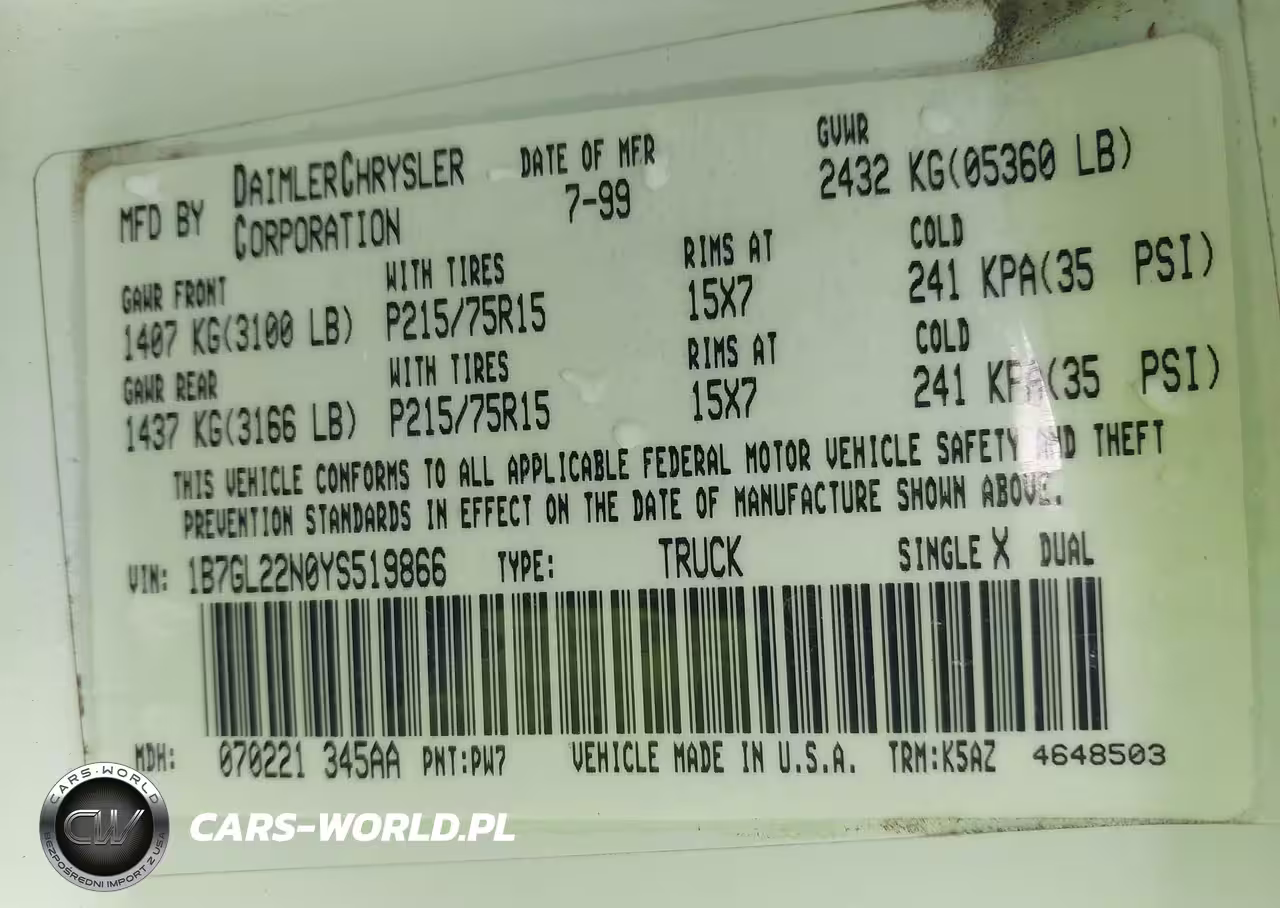 MFD BY DAIMLERCHRYSLER CORPORATION DATE OF MFR 7-99 GVWR 2432 KG(05360 LB)
GAWR FRONT WITH TIRES RIMS AT COLD
1407 KG(3100 LB) P215/75R15 15X7 241 KPA(35 PSI)
GAWR REAR WITH TIRES RIMS AT COLD
1437 KG(3166 LB) P215/75R15 15X7 241 KPA(35 PSI)
THIS VEHICLE CONFORMS TO ALL APPLICABLE FEDERAL MOTOR VEHICLE SAFETY AND THEFT
PREVENTION STANDARDS IN EFFECT ON THE DATE OF MANUFACTURE SHOWN ABOVE.
VIN: 1B7GL22N0YS519866 TYPE: TRUCK SINGLE X DUAL
MDH: 070221 345AA PNT:PW7 VEHICLE MADE IN U.S.A. TRM:K5AZ 4648503
CARS-WORLD
CW
BEZPOŚREDNI IMPORT Z USA
CARS-WORLD.PL